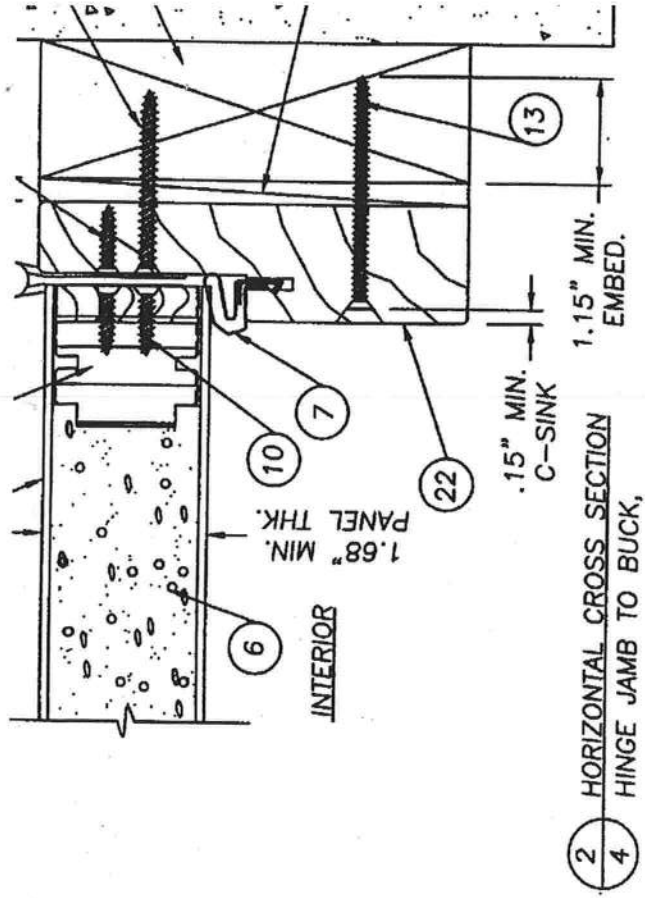 13
1.15" MIN.
EMBED.
.15" MIN.
C-SINK
22
7
10
1.68" MIN.
PANEL THK.
6
INTERIOR
2
4
HORIZONTAL CROSS SECTION
HINGE JAMB TO BUCK,